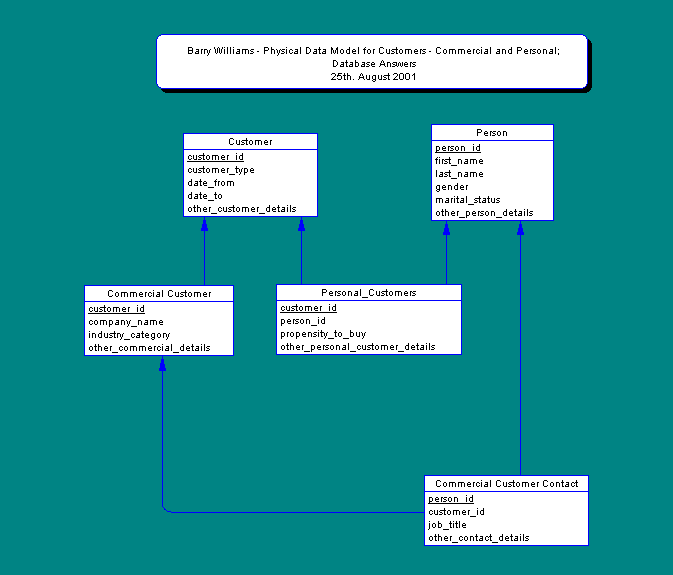 Barry Williams - Physical Data Model for Customers - Commercial and Personal;
Database Answers
25th. August 2001
Customer
customer_id
customer_type
date_from
date_to
other_customer_details
Person
person_id
first_name
last_name
gender
marital_status
other_person_details
Commercial Customer
customer_id
company_name
industry_category
other_commercial_details
Personal_Customers
customer_id
person_id
propensity_to_buy
other_personal_customer_details
Commercial Customer Contact
person_id
customer_id
job_title
other_contact_details